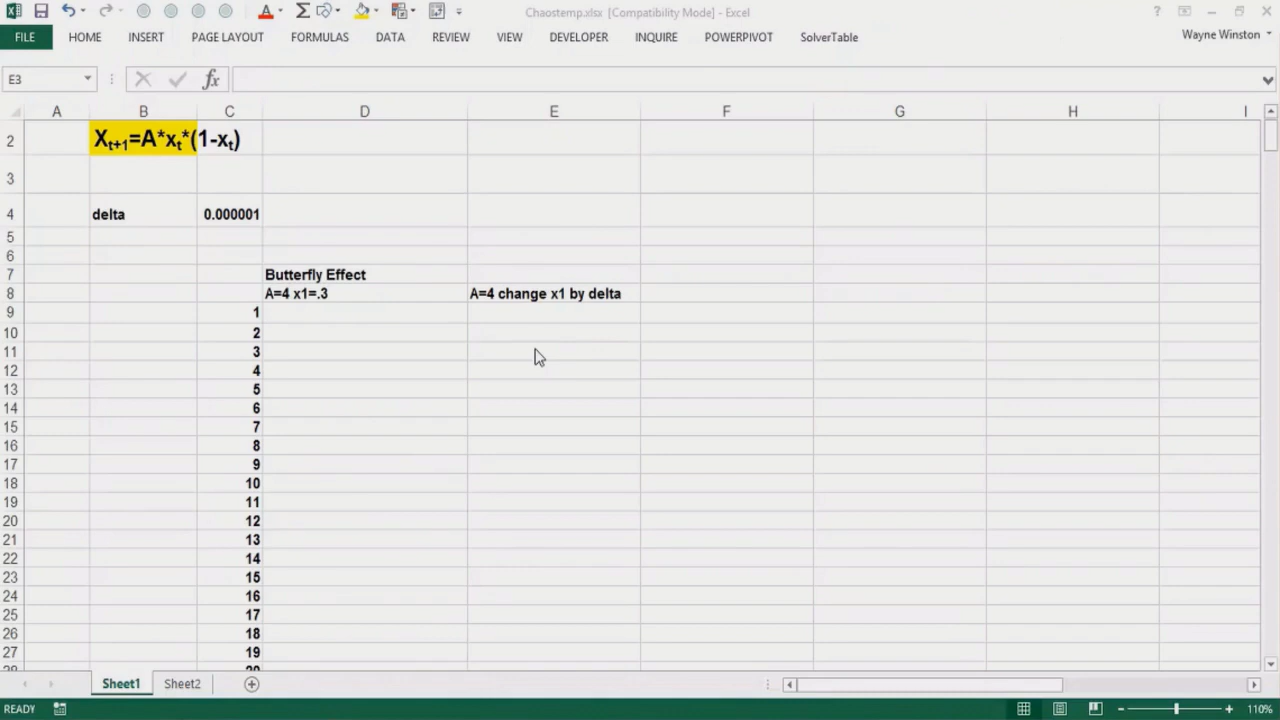 Chaostemp.xlsx [Compatibility Mode] - Excel
FILE HOME INSERT PAGE LAYOUT FORMULAS DATA REVIEW VIEW DEVELOPER INQUIRE POWERPIVOT SolverTable Wayne Winston
E3 fx
A B C D E F G H I
2 Xt+1=A*xt*(1-xt)
3
4 delta 0.000001
5
6
7 Butterfly Effect
8 A=4 x1=.3 A=4 change x1 by delta
9 1
10 2
11 3
12 4
13 5
14 6
15 7
16 8
17 9
18 10
19 11
20 12
21 13
22 14
23 15
24 16
25 17
26 18
27 19
28 20
Sheet1 Sheet2
READY 110%